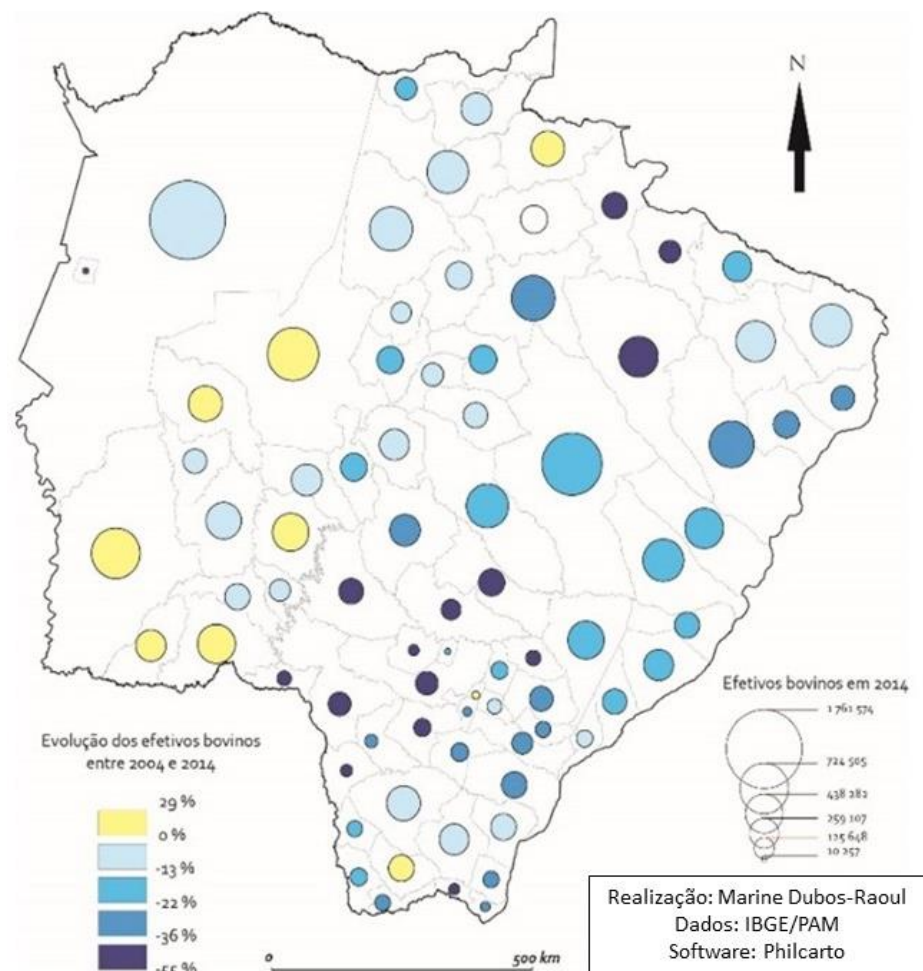 N
Efetivos bovinos em 2014
1 761 574
724 505
438 282
259 107
125 648
10 257
Evolução dos efetivos bovinos
entre 2004 e 2014
29 %
0 %
-13 %
-22 %
-36 %
-55 %
0
500 km
Realização: Marine Dubos-Raoul
Dados: IBGE/PAM
Software: Philcarto